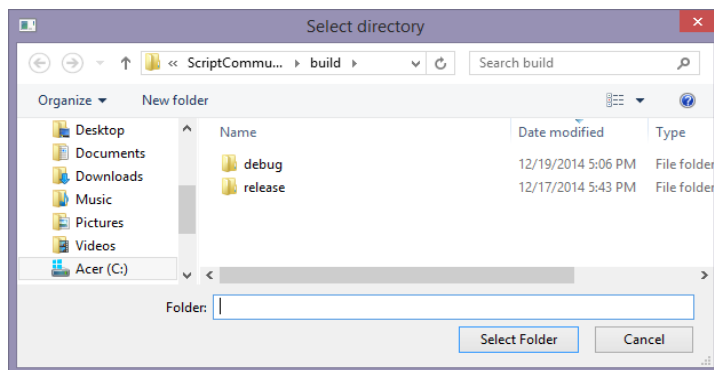 Select directory
« ScriptCommu... build Search build
Organize New folder
Desktop Name Date modified Type
Documents debug 12/19/2014 5:06 PM File folder
Downloads release 12/17/2014 5:43 PM File folder
Music
Pictures
Videos
Acer (C:)
Folder:
Select Folder Cancel